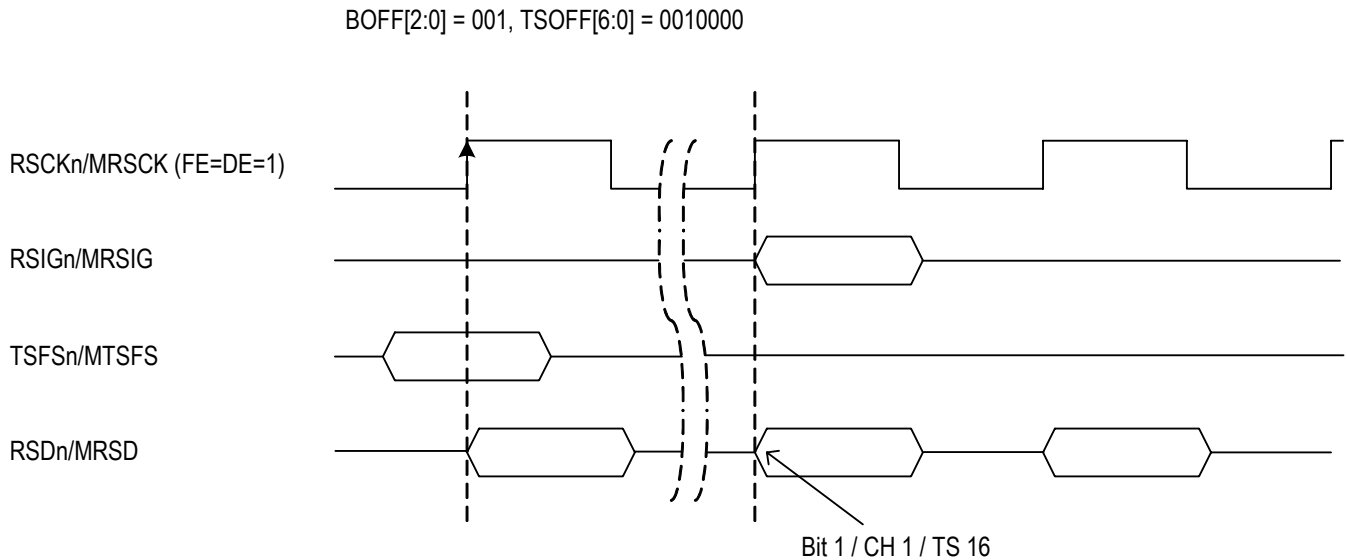 BOFF[2:0] = 001, TSOFF[6:0] = 0010000
RSCKn/MRSCK (FE=DE=1)
RSIGn/MRSIG
TSFSn/MTSFS
RSDn/MRSD
Bit 1 / CH 1 / TS 16